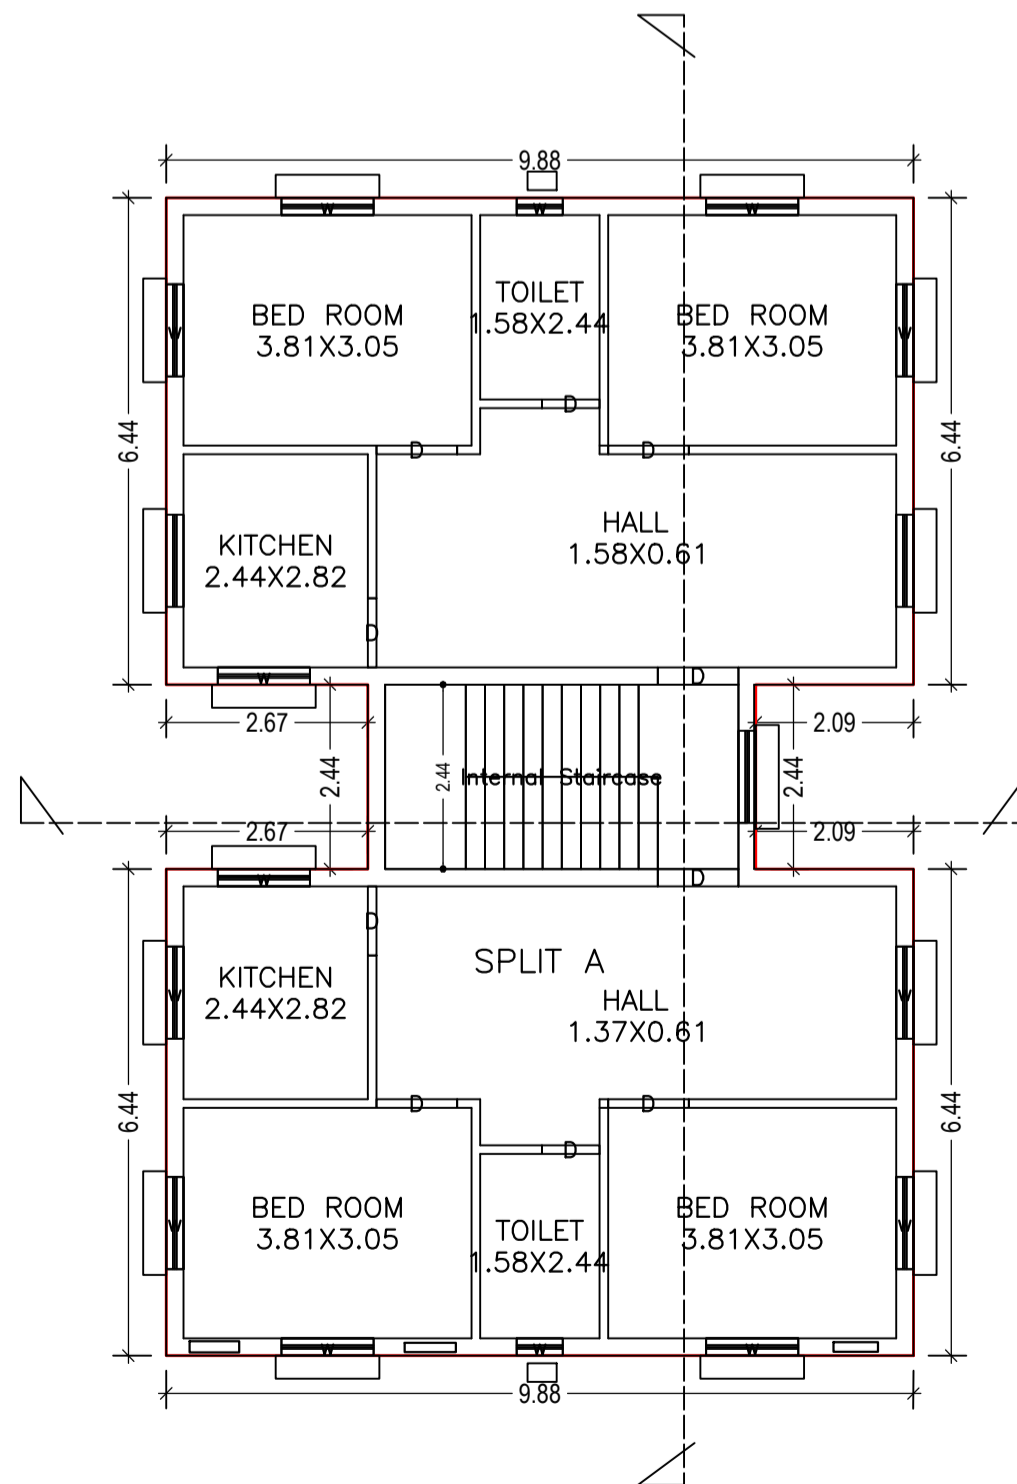 9.88
W
W
W
BED ROOM
3.81X3.05
TOILET
1.58X2.44
BED ROOM
3.81X3.05
W
W
D
D
D
6.44
6.44
HALL
1.58X0.61
KITCHEN
2.44X2.82
D
W
D
2.67
2.09
2.44
2.44
2.44
Internal Staircase
2.67
2.09
W
D
D
KITCHEN
2.44X2.82
SPLIT A
HALL
1.37X0.61
W
W
D
D
D
6.44
6.44
BED ROOM
3.81X3.05
TOILET
1.58X2.44
BED ROOM
3.81X3.05
W
W
W
W
W
9.88